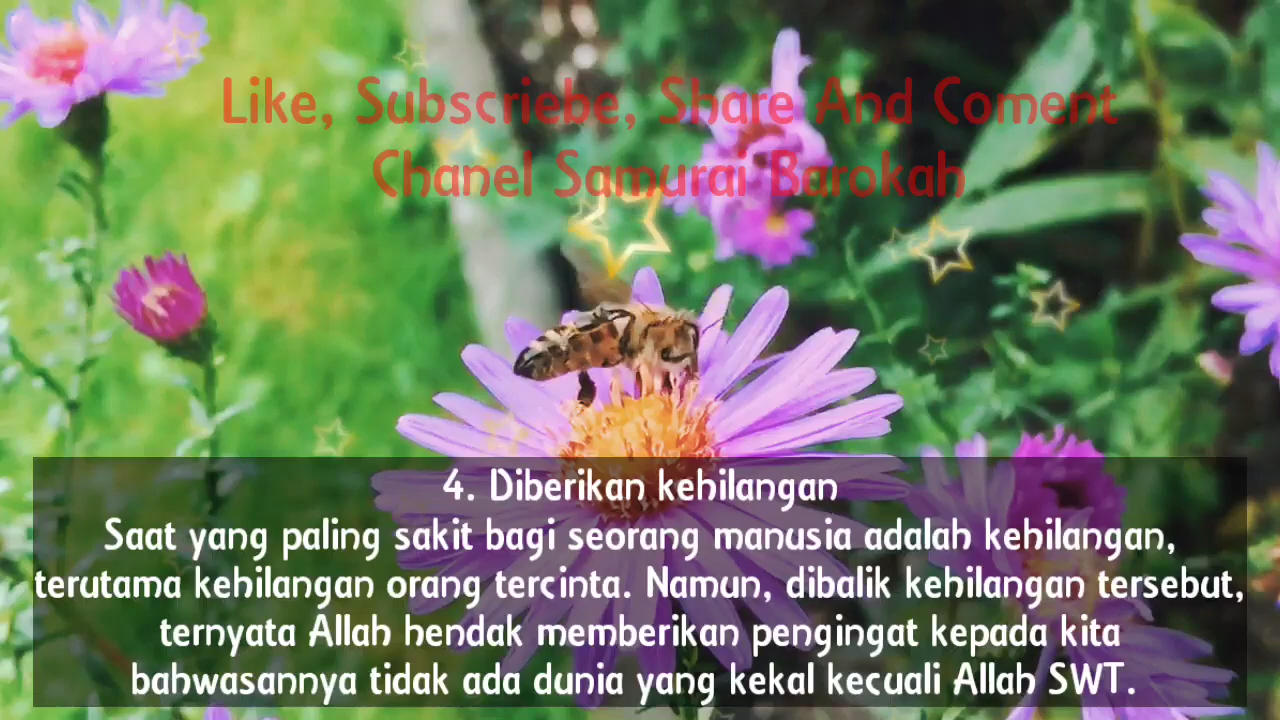 Like, Subscriebe, Share And Coment
Chanel Samurai Barokah
4. Diberikan kehilangan
Saat yang paling sakit bagi seorang manusia adalah kehilangan,
terutama kehilangan orang tercinta. Namun, dibalik kehilangan tersebut,
ternyata Allah hendak memberikan pengingat kepada kita
bahwasannya tidak ada dunia yang kekal kecuali Allah SWT.